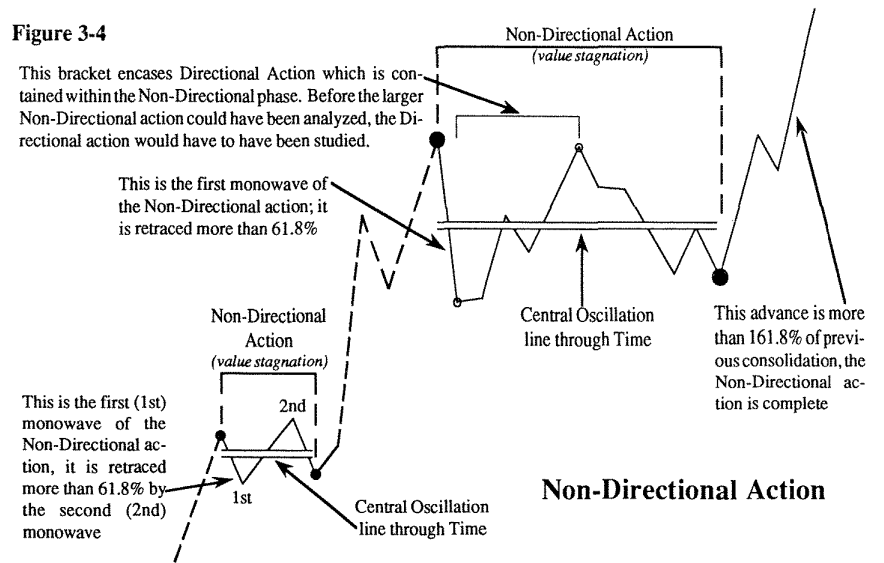 Figure 3-4
This bracket encases Directional Action which is con-
tained within the Non-Directional phase. Before the larger
Non-Directional action could have been analyzed, the Di-
rectional action would have to have been studied.
Non-Directional Action
(value stagnation)
This is the first monowave of
the Non-Directional action; it
is retraced more than 61.8%
Non-Directional
Action
(value stagnation)
Central Oscillation
line through Time
This advance is more
than 161.8% of previ-
ous consolidation, the
Non-Directional ac-
tion is complete
This is the first (1st)
monowave of the
Non-Directional ac-
tion, it is retraced
more than 61.8% by
the second (2nd)
monowave
2nd
1st
Central Oscillation
line through Time
Non-Directional Action